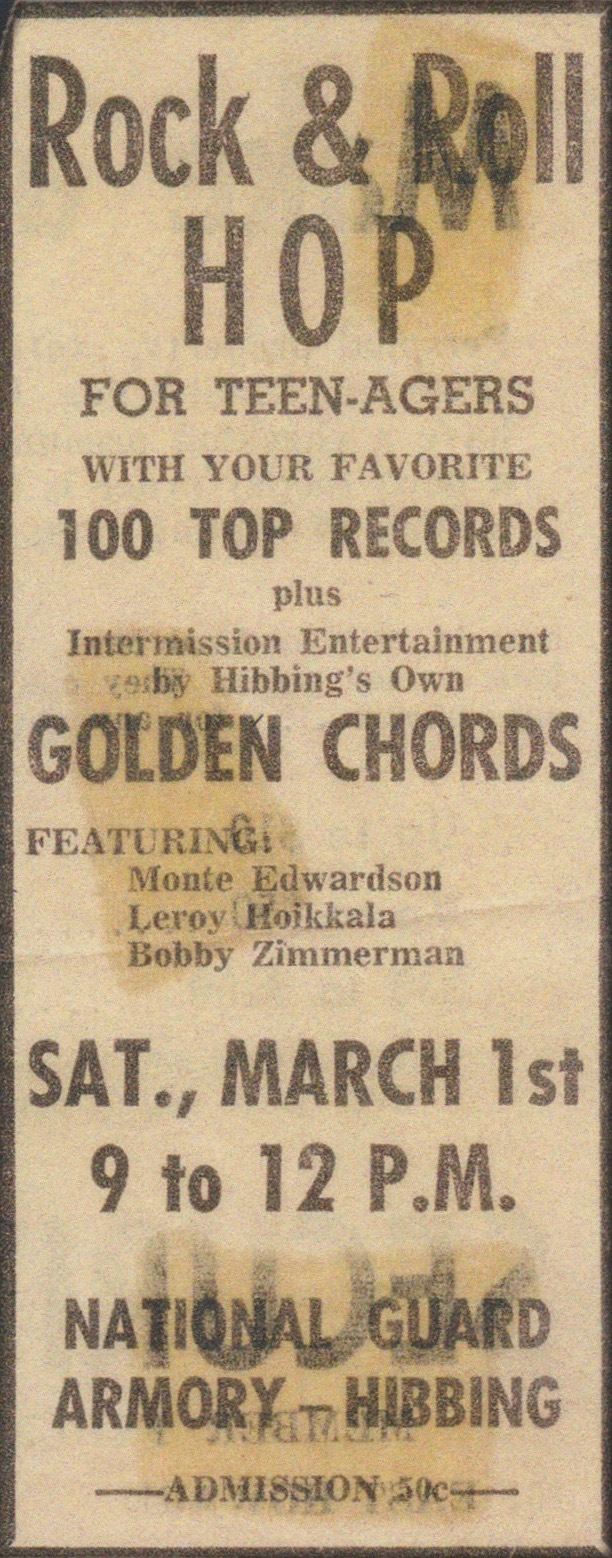 Rock & Roll
HOP
FOR TEEN-AGERS
WITH YOUR FAVORITE
100 TOP RECORDS
plus
Intermission Entertainment
by Hibbing's Own
GOLDEN CHORDS
FEATURING:
Monte Edwardson
Leroy Hoikkala
Bobby Zimmerman
SAT., MARCH 1st
9 to 12 P.M.
NATIONAL GUARD
ARMORY – HIBBING
ADMISSION 50c